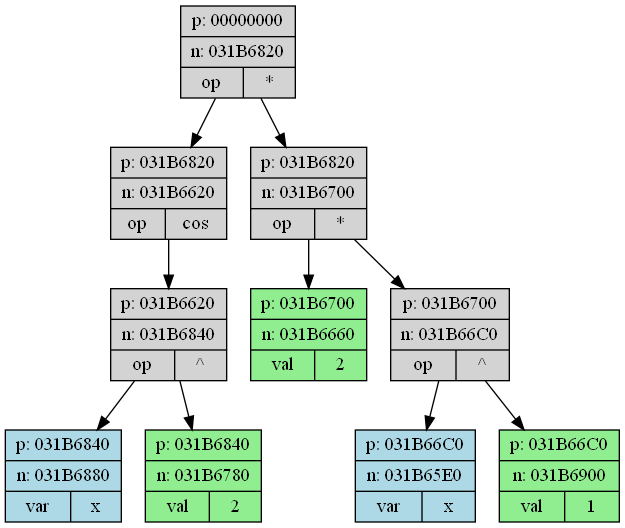 p: 00000000
n: 031B6820
op *
p: 031B6820
n: 031B6620
op cos
p: 031B6820
n: 031B6700
op *
p: 031B6620
n: 031B6840
op ^
p: 031B6700
n: 031B6660
val 2
p: 031B6700
n: 031B66C0
op ^
p: 031B6840
n: 031B6880
var x
p: 031B6840
n: 031B6780
val 2
p: 031B66C0
n: 031B65E0
var x
p: 031B66C0
n: 031B6900
val 1